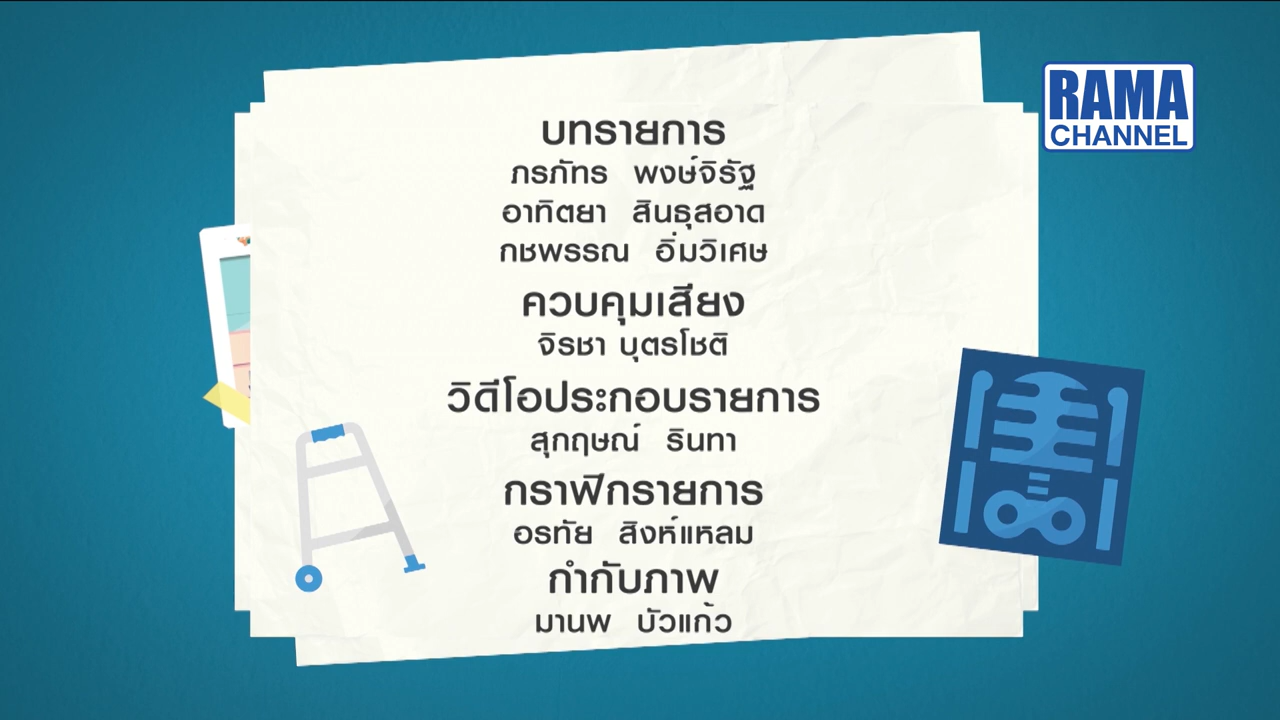 RAMA
CHANNEL
บทรายการ
ภรภัทร พงษ์จิรัฐ
อาทิตยา สินธุสอาด
กชพรรณ อิ่มวิเศษ
ควบคุมเสียง
จิรชา บุตรโชติ
วิดีโอประกอบรายการ
สุกฤษณ์ รินทา
กราฟิกรายการ
อรทัย สิงห์แหลม
กำกับภาพ
มานพ บัวแก้ว